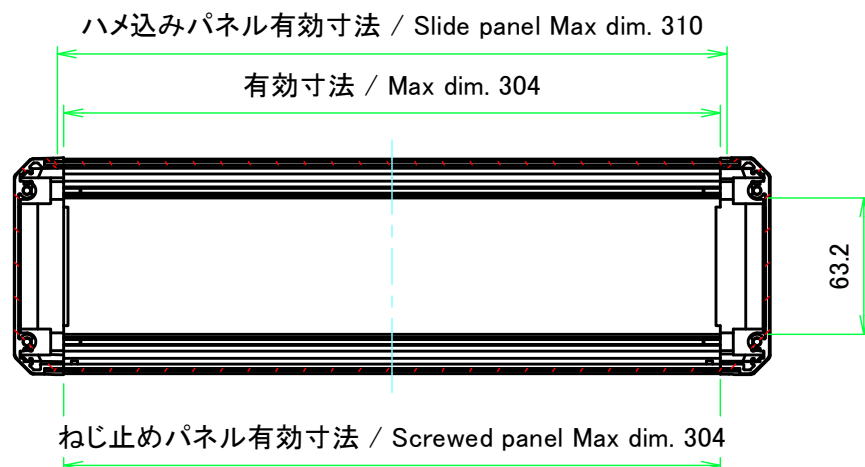 ハメ込みパネル有効寸法 / Slide panel Max dim. 310
有効寸法 / Max dim. 304
63.2
ねじ止めパネル有効寸法 / Screwed panel Max dim. 304